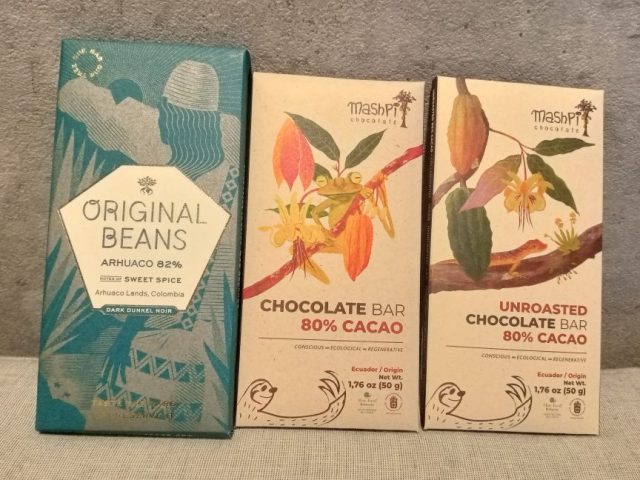 ORIGINAL
BEANS
ARHUACO 82%
SWEET SPICE
Arhuaco Lands, Colombia
DARK DUNKEL NOIR
mashpi
chocolate
CHOCOLATE BAR
80% CACAO
CONSCIOUS – ECOLOGICAL – REGENERATIVE
Ecuador / Origin
Net Wt.
1,76 oz (50 g)
mashpi
chocolate
UNROASTED
CHOCOLATE BAR
80% CACAO
CONSCIOUS – ECOLOGICAL – REGENERATIVE
Ecuador / Origin
Net Wt.
1,76 oz (50 g)